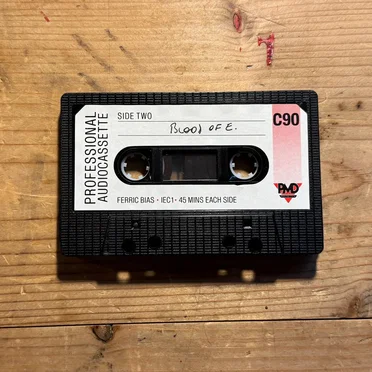 PROFESSIONAL
AUDIOCASSETTE
SIDE TWO
BLOOD OF E.
C90
FERRIC BIAS • IEC1 • 45 MINS EACH SIDE
PMD